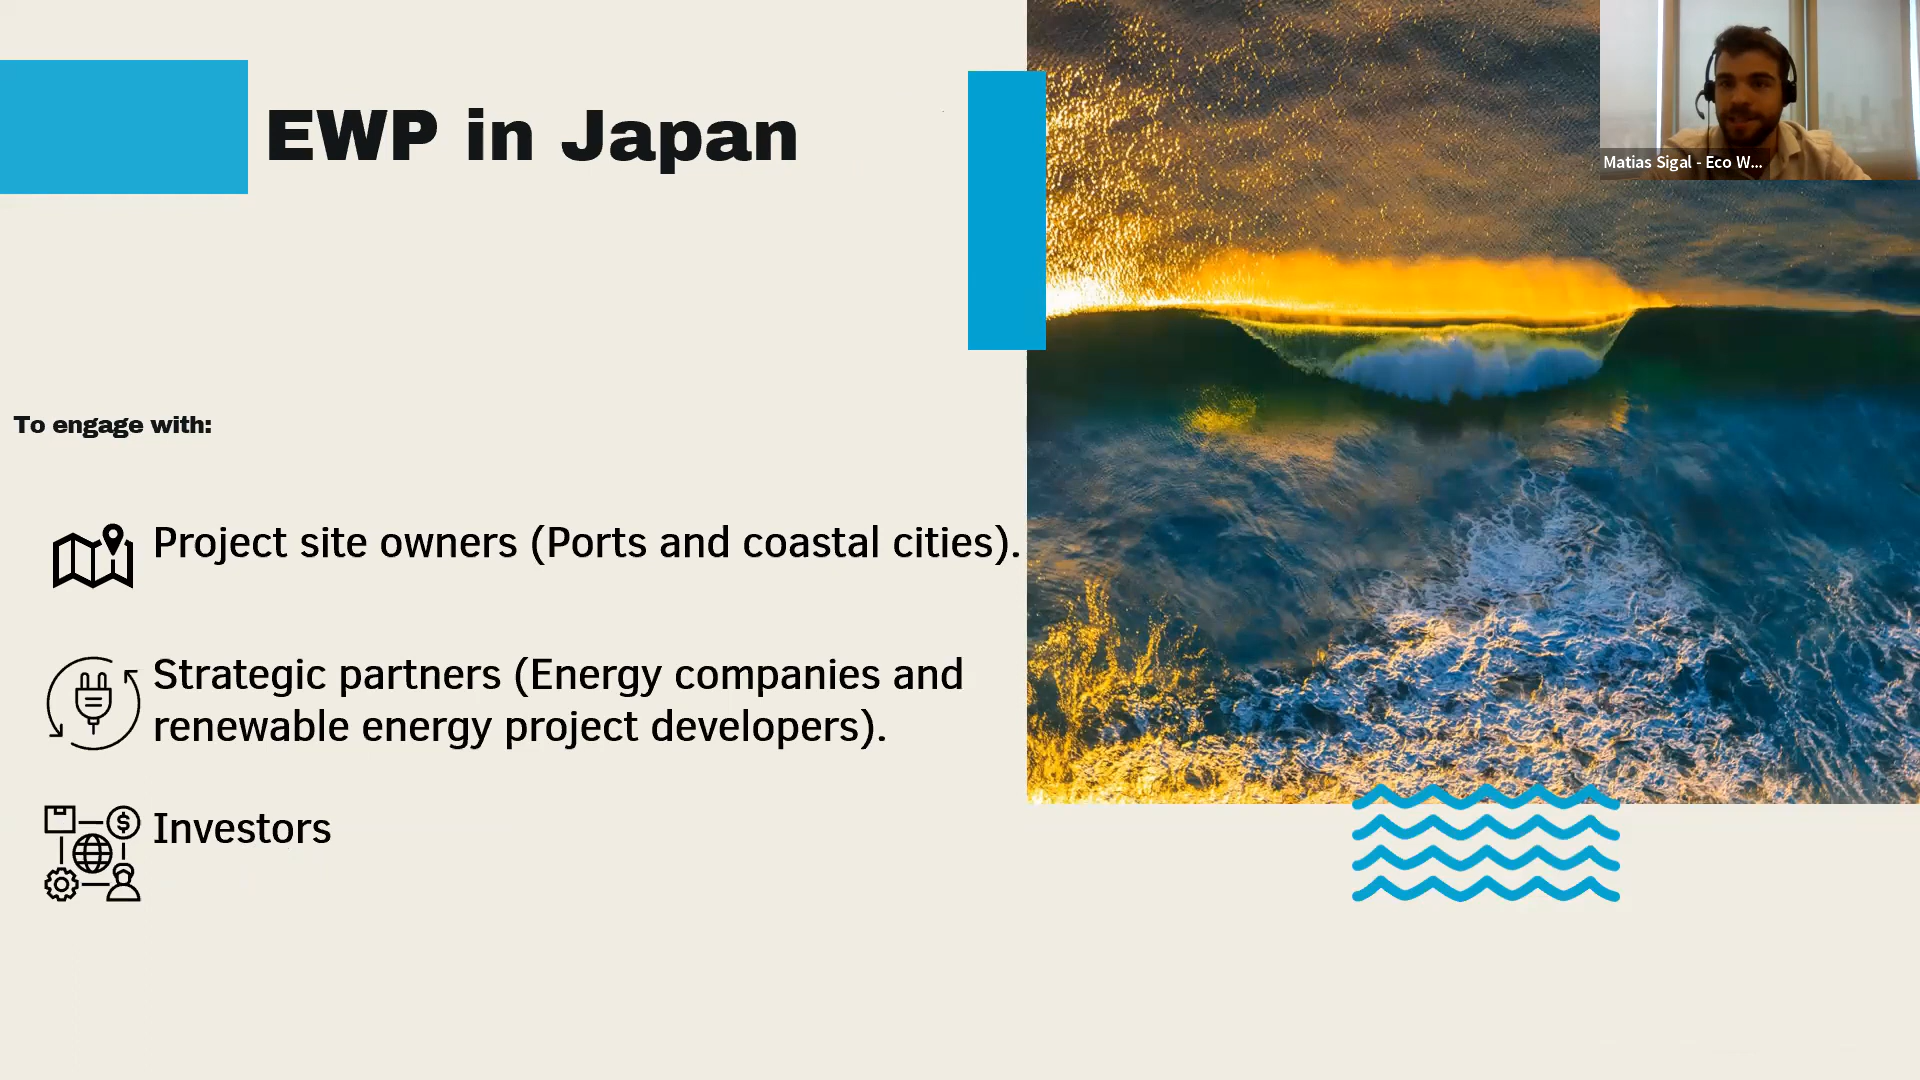 EWP in Japan
Matias Sigal - Eco W...
To engage with:
Project site owners (Ports and coastal cities).
Strategic partners (Energy companies and
renewable energy project developers).
Investors